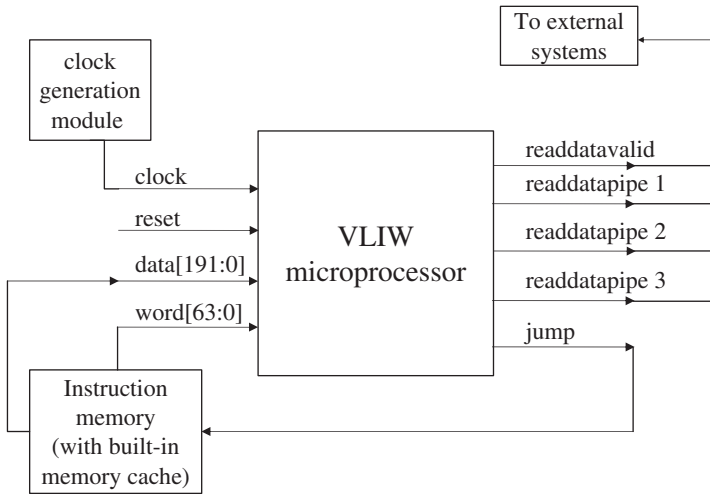 To external
systems
clock
generation
module
clock
reset
data[191:0]
word[63:0]
VLIW
microprocessor
readdatavalid
readdatapipe 1
readdatapipe 2
readdatapipe 3
jump
Instruction
memory
(with built-in
memory cache)